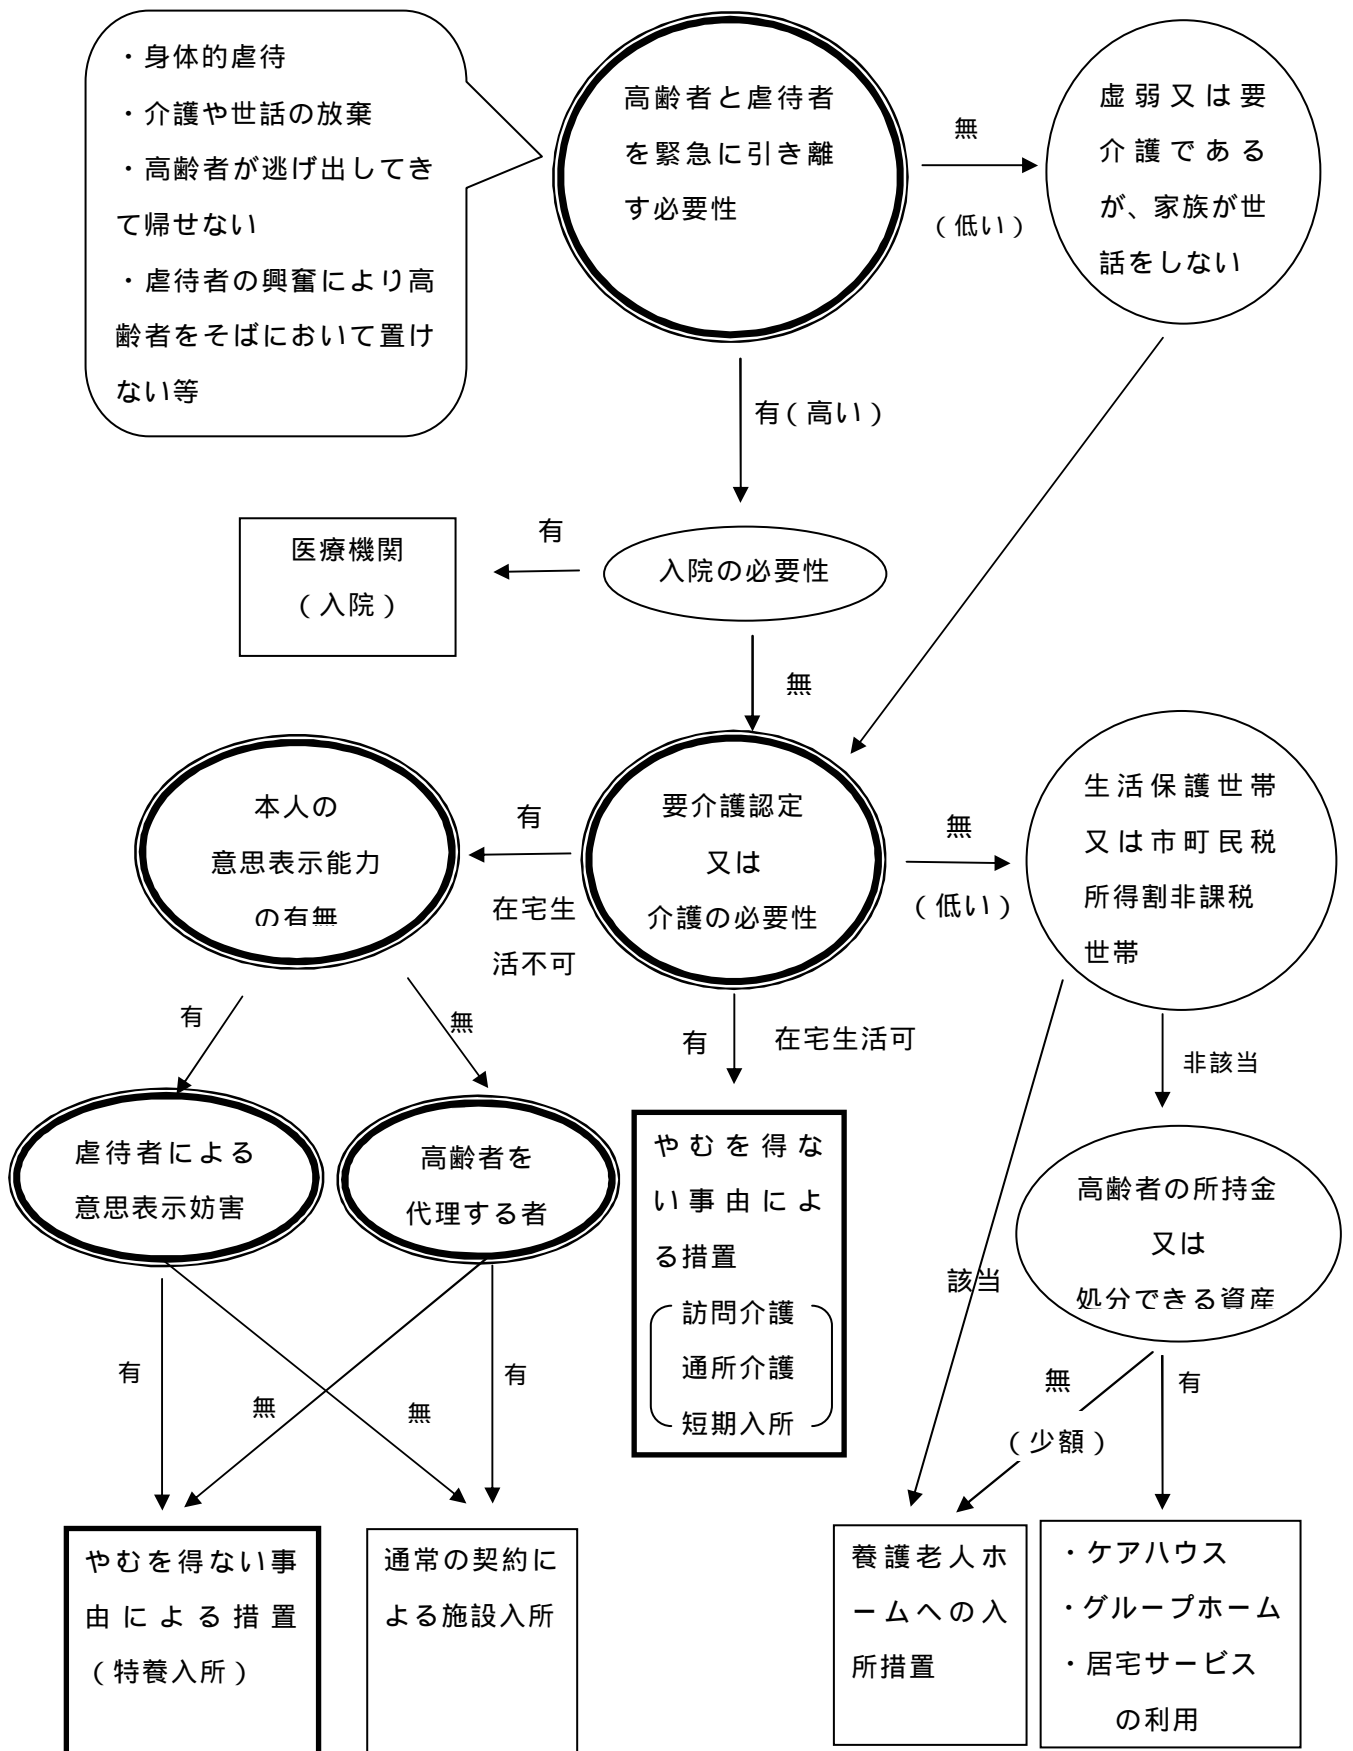 ・身体的虐待
・介護や世話の放棄
・高齢者が逃げ出してき
て帰せない
・虐待者の興奮により高
齢者をそばにおいて置け
ない等
高齢者と虐待者
を緊急に引き離
す必要性
無
（低い）
虚弱又は要
介護である
が、家族が世
話をしない
有（高い）
医療機関
（入院）
有
入院の必要性
無
本人の
意思表示能力
の有無
有
在宅生
活不可
要介護認定
又は
介護の必要性
無
（低い）
生活保護世帯
又は市町民税
所得割非課税
世帯
有
無
有
在宅生活可
非該当
虐待者による
意思表示妨害
高齢者を
代理する者
やむを得な
い事由によ
る措置
訪問介護
通所介護
短期入所
該当
高齢者の所持金
又は
処分できる資産
有
無
無
有
無
（少額）
有
やむを得ない事
由による措置
（特養入所）
通常の契約に
よる施設入所
養護老人ホ
ームへの入
所措置
・ケアハウス
・グループホーム
・居宅サービス
の利用